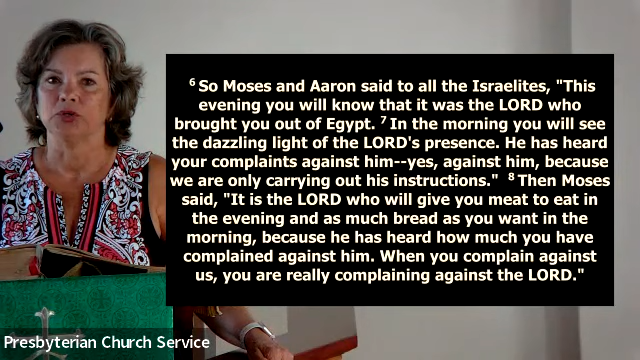 6 So Moses and Aaron said to all the Israelites, "This
evening you will know that it was the LORD who
brought you out of Egypt. 7 In the morning you will see
the dazzling light of the LORD's presence. He has heard
your complaints against him--yes, against him, because
we are only carrying out his instructions." 8 Then Moses
said, "It is the LORD who will give you meat to eat in
the evening and as much bread as you want in the
morning, because he has heard how much you have
complained against him. When you complain against
us, you are really complaining against the LORD."
Presbyterian Church Service